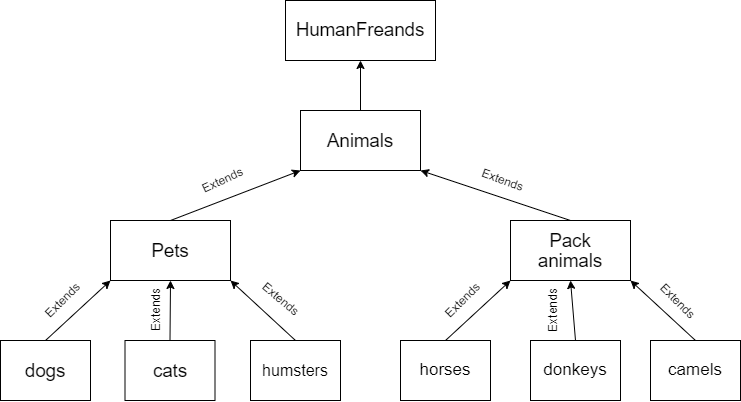 HumanFreands
Animals
Extends
Extends
Pets
Pack
animals
Extends
Extends
Extends
Extends
Extends
Extends
dogs
cats
humsters
horses
donkeys
camels